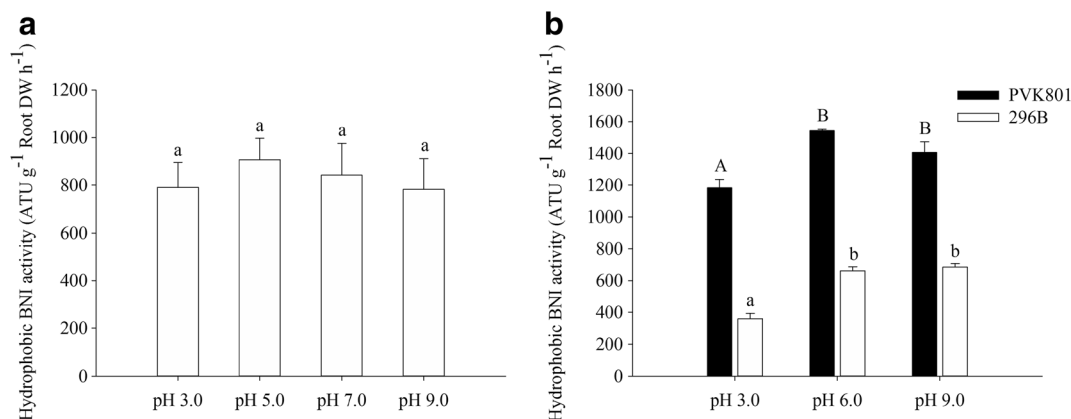 a
Hydrophobic BNI activity (ATU g-1 Root DW h-1)
1200
1000
800
600
400
200
0
a
a
a
a
pH 3.0 pH 5.0 pH 7.0 pH 9.0
b
Hydrophobic BNI activity (ATU g-1 Root DW h-1)
1800
1600
1400
1200
1000
800
600
400
200
0
PVK801
296B
A
a
B
b
B
b
pH 3.0 pH 6.0 pH 9.0